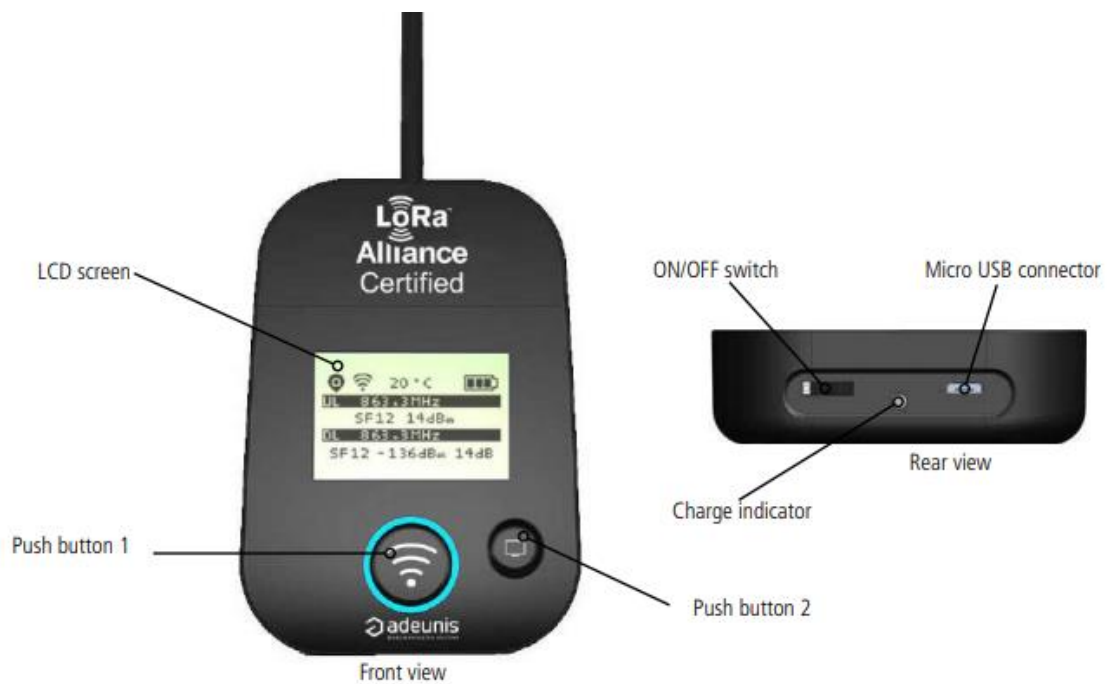 LoRa™
Alliance
Certified
LCD screen
20°C
UL 863.3MHz
SF12 14dBm
DL 863.3MHz
SF12 -136dBm 14dB
Push button 1
Push button 2
adeunis
Front view
ON/OFF switch
Micro USB connector
Rear view
Charge indicator